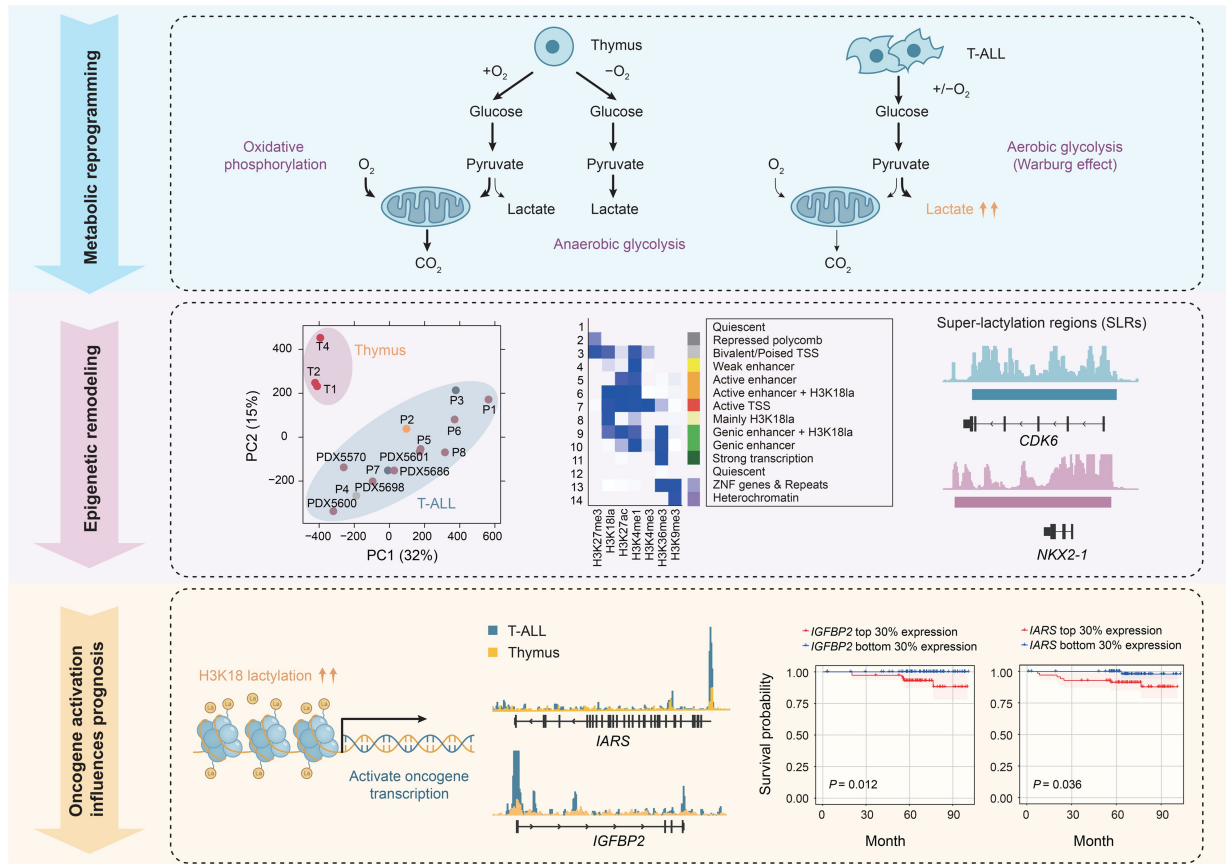 Metabolic reprogramming
Thymus
+O2
−O2
Glucose
Glucose
Oxidative
phosphorylation
O2
Pyruvate
Pyruvate
Lactate
Lactate
CO2
Anaerobic glycolysis
T-ALL
+/−O2
Glucose
Aerobic glycolysis
(Warburg effect)
O2
Pyruvate
Lactate
CO2
Epigenetic remodeling
PC2 (15%)
400
200
0
−200
T4
Thymus
T2
T1
P3
P1
P2
P6
P5
P8
PDX5570
PDX5601
P7
PDX5686
P4
PDX5698
PDX5600
T-ALL
−400
−200
0
200
400
600
PC1 (32%)
1 Quiescent
2 Repressed polycomb
3 Bivalent/Poised TSS
4 Weak enhancer
5 Active enhancer
6 Active enhancer + H3K18la
7 Active TSS
8 Mainly H3K18la
9 Genic enhancer + H3K18la
10 Genic enhancer
11 Strong transcription
12 Quiescent
13 ZNF genes & Repeats
14 Heterochromatin
H3K27me3
H3K18la
H3K27ac
H3K4me1
H3K4me3
H3K36me3
H3K9me3
Super-lactylation regions (SLRs)
CDK6
NKX2-1
Oncogene activation
influences prognosis
H3K18 lactylation
La
La
La
La
La
La
La
La
La
Activate oncogene
transcription
T-ALL
Thymus
IARS
IGFBP2
IGFBP2 top 30% expression
IGFBP2 bottom 30% expression
Survival probability
1.00
0.75
0.50
0.25
0.00
P = 0.012
0
30
60
90
Month
IARS top 30% expression
IARS bottom 30% expression
1.00
0.75
0.50
0.25
0.00
P = 0.036
0
30
60
90
Month